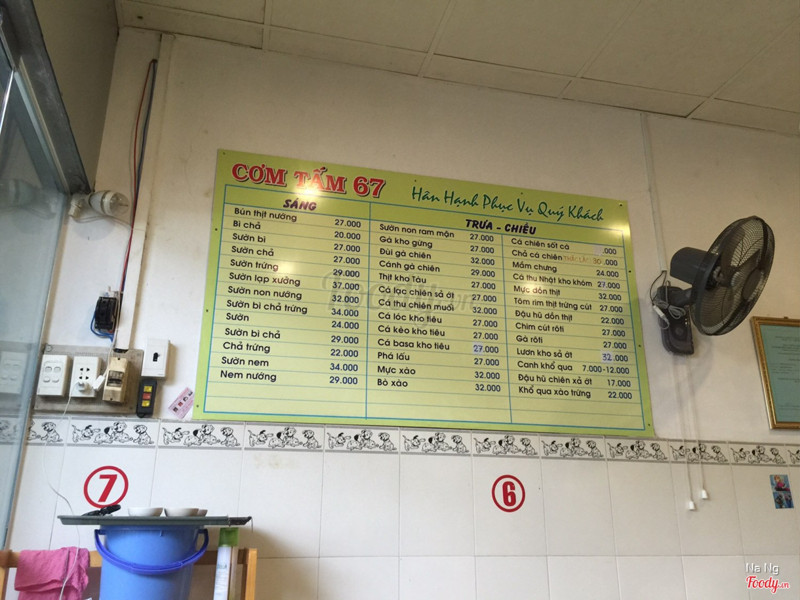 CƠM TẤM 67
Hân Hạnh Phục Vụ Quý Khách
SÁNG
Bún thịt nướng 27.000
Bì chả 20.000
Sườn bì 27.000
Sườn chả 27.000
Sườn trứng 29.000
Sườn lạp xưởng 37.000
Sườn non nướng 32.000
Sườn bì chả trứng 34.000
Sườn 24.000
Sườn bì chả 29.000
Chả trứng 22.000
Sườn nem 34.000
Nem nướng 29.000
TRƯA - CHIỀU
Sườn non ram mặn 27.000
Gà kho gừng 27.000
Đùi gà chiên 32.000
Cánh gà chiên 29.000
Thịt kho Tàu 27.000
Cá lạc chiên sả ớt 27.000
Cá thu chiên muối 32.000
Cá lóc kho tiêu 27.000
Cá kèo kho tiêu 27.000
Cá basa kho tiêu 27.000
Phá lấu 27.000
Mực xào 32.000
Bò xào 32.000
Cá chiên sốt cà .000
Chả cá chiên .000
Mắm chưng 24.000
Cá thu Nhật kho khóm 27.000
Mực dồn thịt 32.000
Tôm rim thịt trứng cút 27.000
Đậu hũ dồn thịt 22.000
Chim cút rôti 27.000
Gà rôti 27.000
Lươn kho sả ớt 32.000
Canh khổ qua 7.000-12.000
Đậu hũ chiên xả ớt 17.000
Khổ qua xào trứng 22.000
7
6
Na Ng
Foody.vn